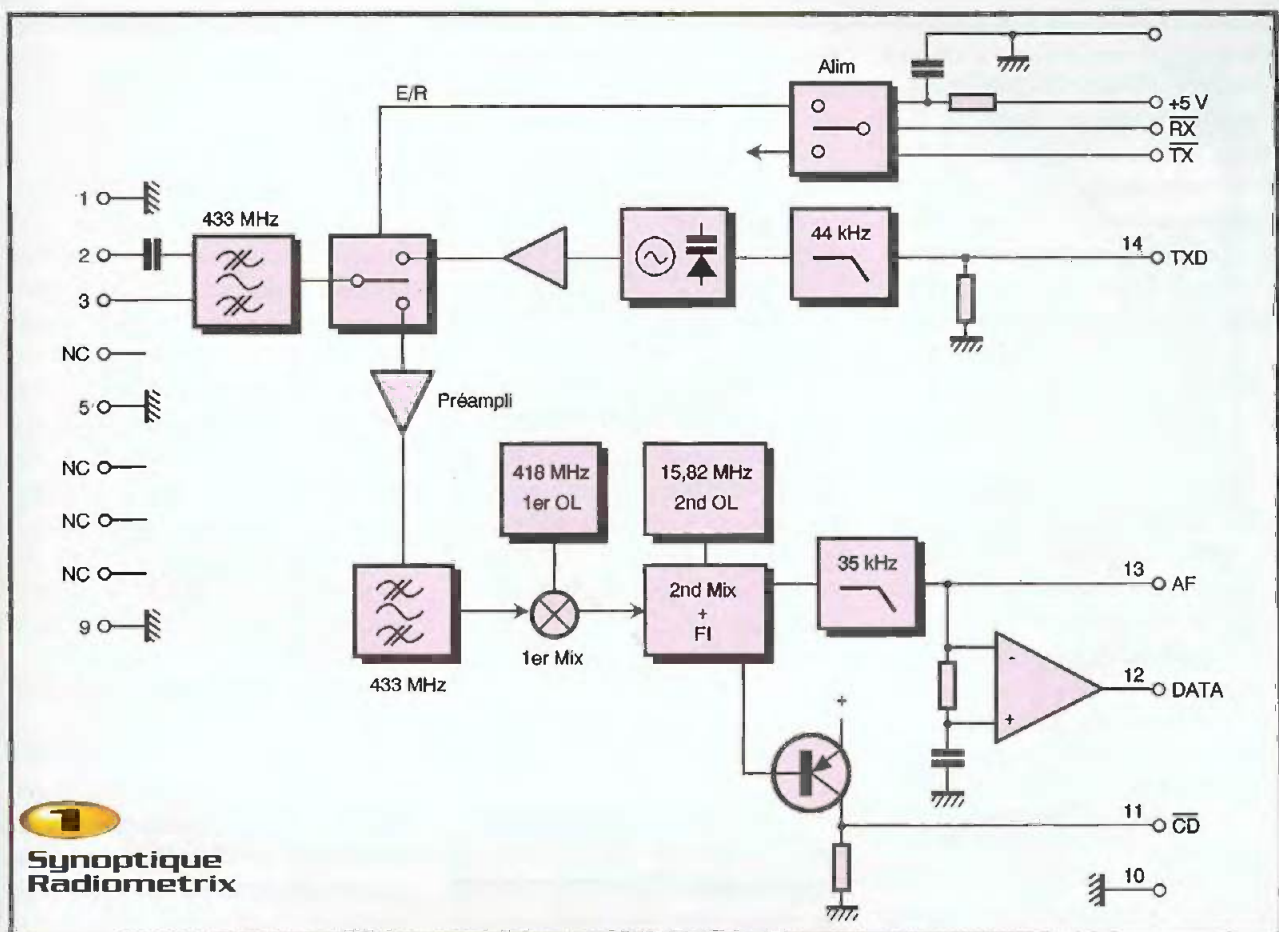 Alim
E/R
+5 V
RX
TX
1
433 MHz
2
3
44 kHz
14 TXD
NC
5
Préampli
NC
NC
NC
9
418 MHz
1er OL
15,82 MHz
2nd OL
35 kHz
13 AF
2nd Mix
+
FI
1er Mix
433 MHz
-
+
12 DATA
+
11 CD
10
1
Synoptique
Radiometrix